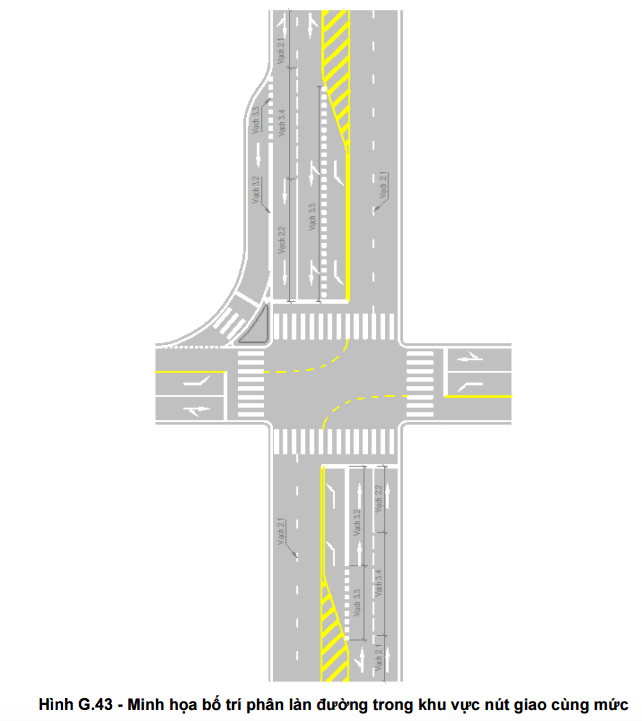 Vạch 2.1
Vạch 3.4
Vạch 3.3
Vạch 3.2
Vạch 2.2
Vạch 3.3
Vạch 2.1
Vạch 2.1
Vạch 3.2
Vạch 2.2
Vạch 3.3
Vạch 3.4
Vạch 2.1
Hình G.43 - Minh họa bố trí phân làn đường trong khu vực nút giao cùng mức